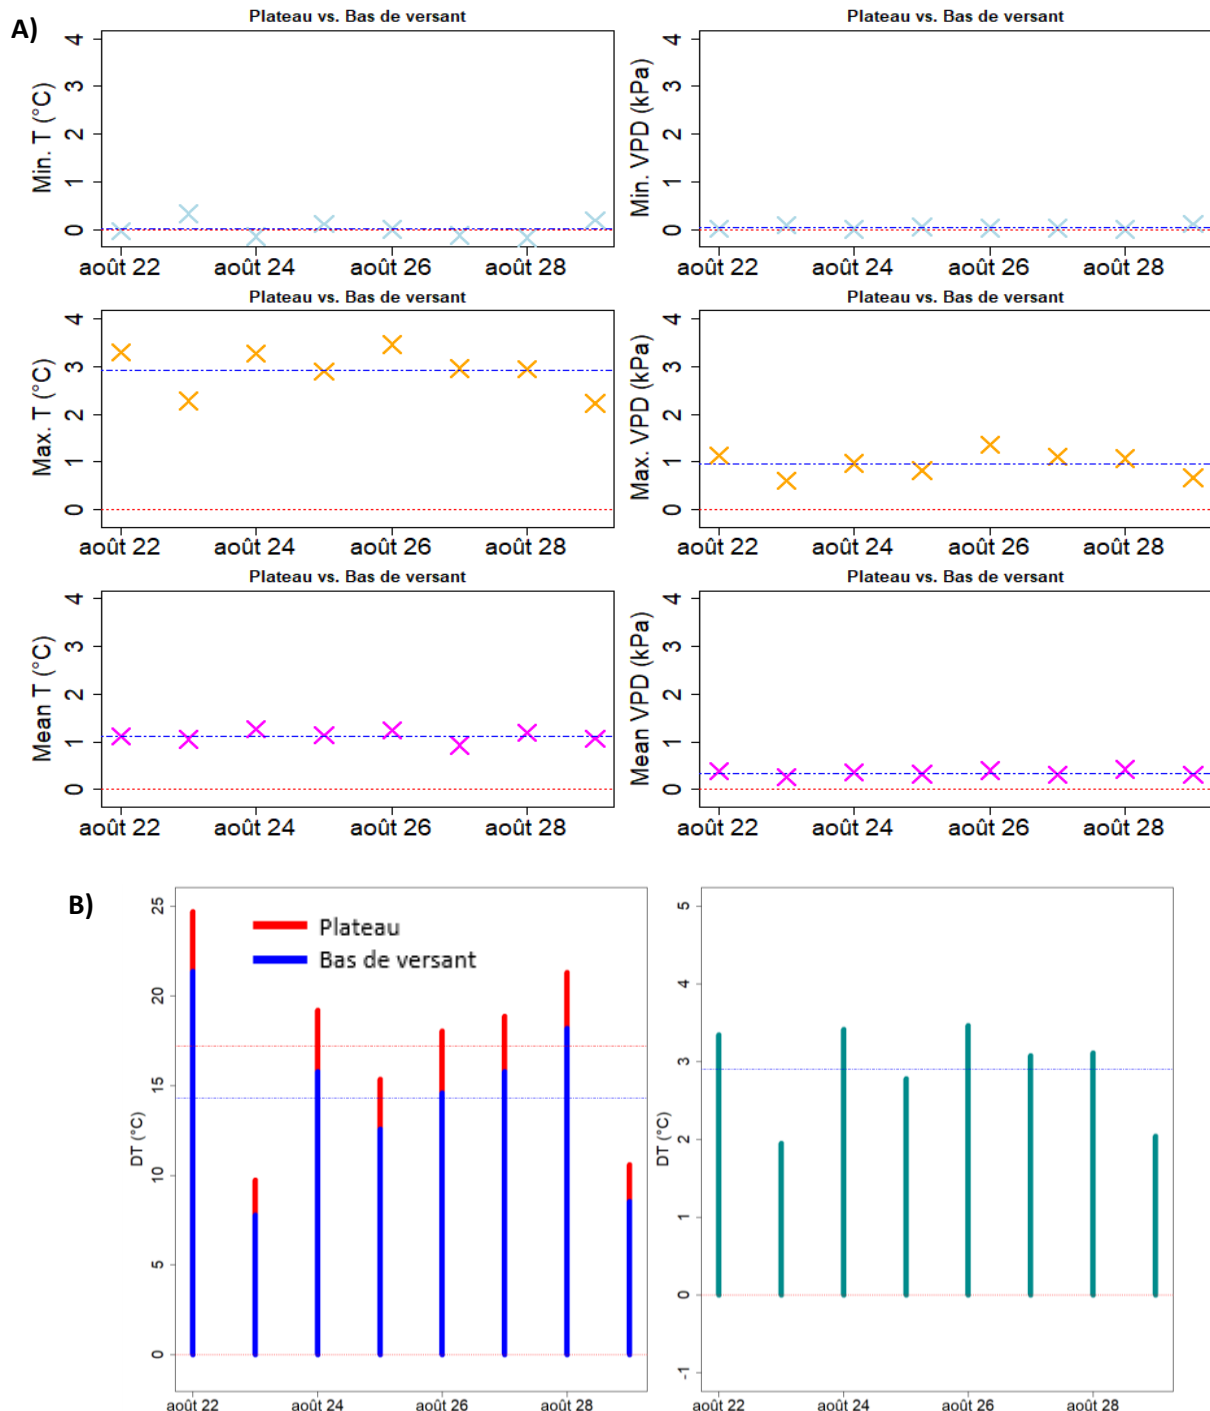 A)
Plateau vs. Bas de versant
Min. T (°C)
4
3
2
1
0
août 22 août 24 août 26 août 28
Plateau vs. Bas de versant
Min. VPD (kPa)
4
3
2
1
0
août 22 août 24 août 26 août 28
Plateau vs. Bas de versant
Max. T (°C)
4
3
2
1
0
août 22 août 24 août 26 août 28
Plateau vs. Bas de versant
Max. VPD (kPa)
4
3
2
1
0
août 22 août 24 août 26 août 28
Plateau vs. Bas de versant
Mean T (°C)
4
3
2
1
0
août 22 août 24 août 26 août 28
Plateau vs. Bas de versant
Mean VPD (kPa)
4
3
2
1
0
août 22 août 24 août 26 août 28
B)
Plateau
Bas de versant
DT (°C)
25
20
15
10
5
0
août 22 août 24 août 26 août 28
DT (°C)
5
4
3
2
1
0
-1
août 22 août 24 août 26 août 28